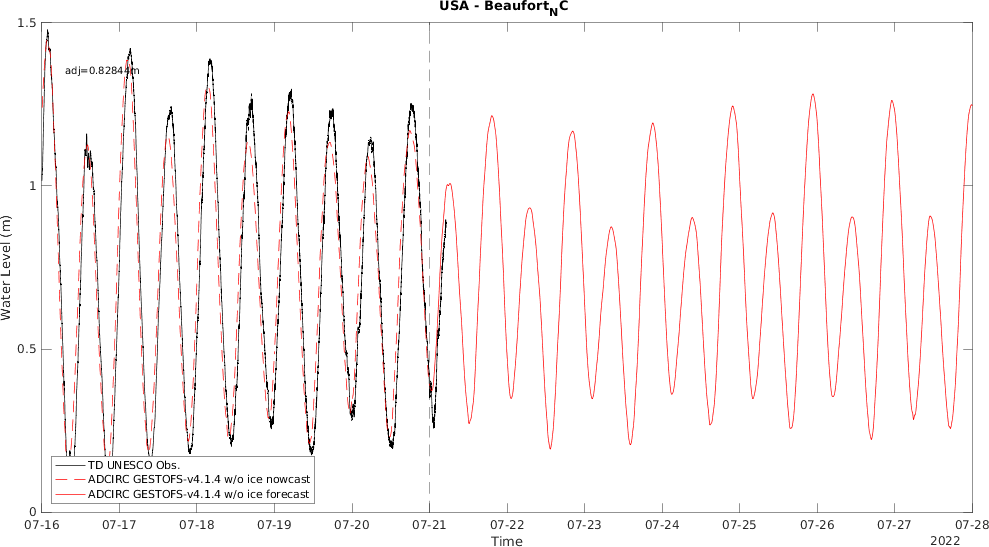 USA - Beaufort_NC
1.5
adj=0.82844m
1
Water Level (m)
0.5
TD UNESCO Obs.
ADCIRC GESTOFS-v4.1.4 w/o ice nowcast
ADCIRC GESTOFS-v4.1.4 w/o ice forecast
0
07-16 07-17 07-18 07-19 07-20 07-21 07-22 07-23 07-24 07-25 07-26 07-27 07-28
Time
2022